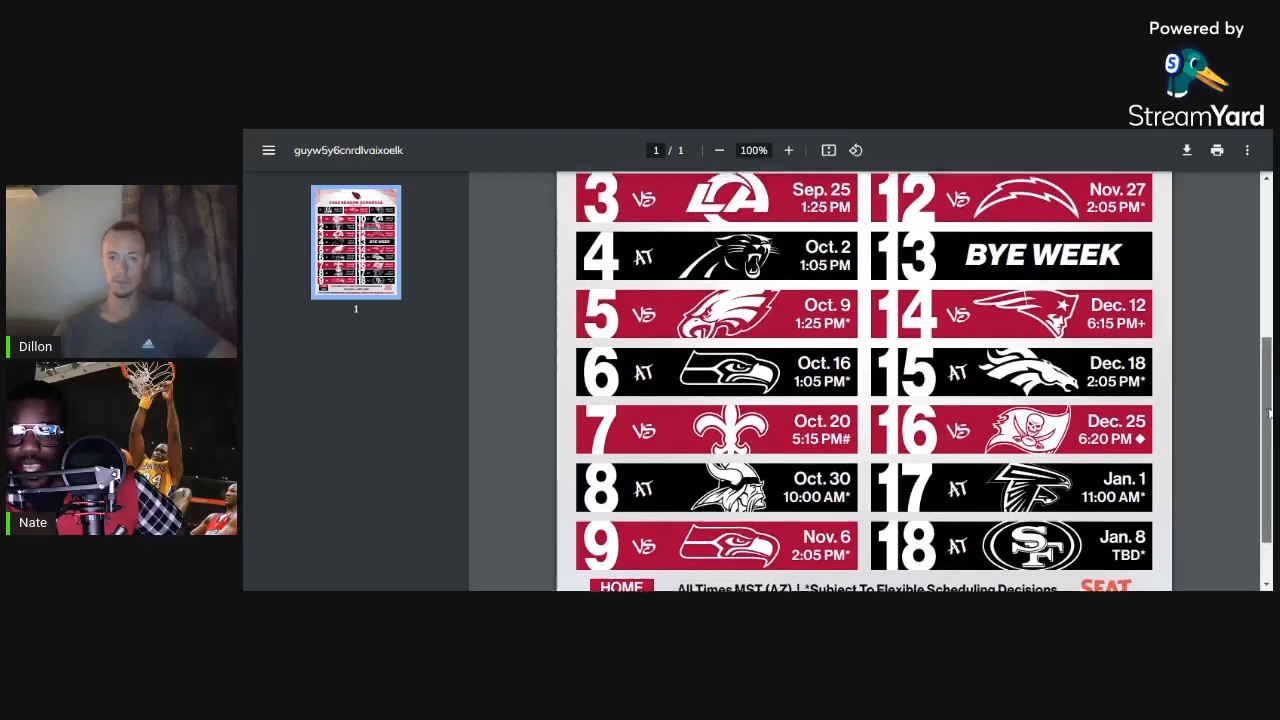 Powered by
StreamYard
guyw5y6cnrdlvaixoelk
1 / 1
100%
1
3 VS LA Sep. 25
1:25 PM
4 AT Oct. 2
1:05 PM
5 VS Oct. 9
1:25 PM*
6 AT Oct. 16
1:05 PM*
7 VS Oct. 20
5:15 PM#
8 AT Oct. 30
10:00 AM*
9 VS Nov. 6
2:05 PM*
12 VS Nov. 27
2:05 PM*
13 BYE WEEK
14 VS Dec. 12
6:15 PM+
15 AT Dec. 18
2:05 PM*
16 VS Dec. 25
6:20 PM ◆
17 AT Jan. 1
11:00 AM*
18 AT SF Jan. 8
TBD*
HOME All Times MST (AZ) | *Subject To Flexible Scheduling Decisions SEAT
Dillon
Nate